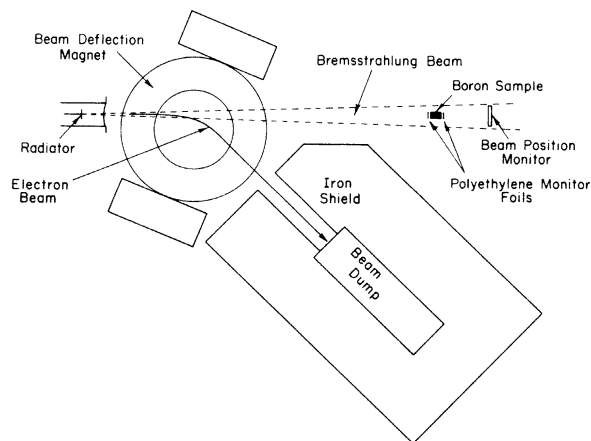 Beam Deflection
Magnet
Bremsstrahlung Beam
Boron Sample
Radiator
Beam Position
Monitor
Electron
Beam
Polyethylene Monitor
Foils
Iron
Shield
Beam
Dump